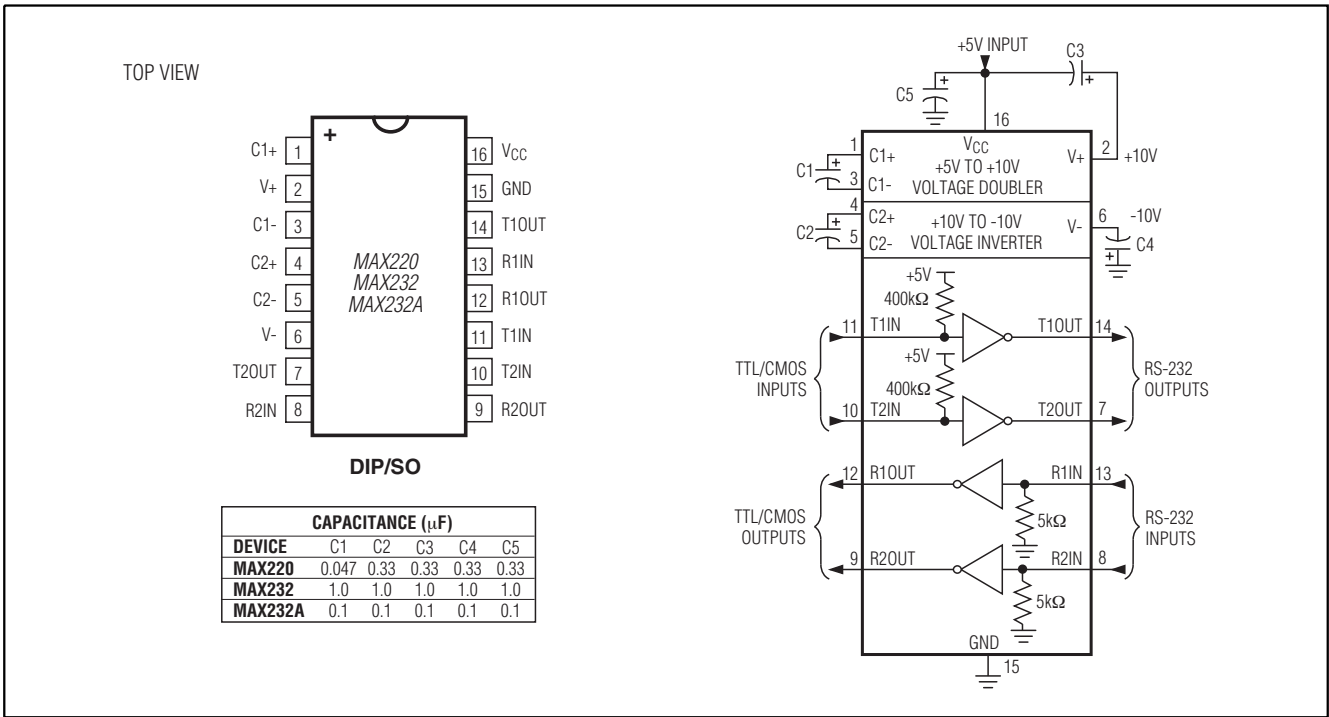 TOP VIEW
+
C1+ 1
V+ 2
C1- 3
C2+ 4
C2- 5
V- 6
T2OUT 7
R2IN 8
16 VCC
15 GND
14 T1OUT
13 R1IN
12 R1OUT
11 T1IN
10 T2IN
9 R2OUT
MAX220
MAX232
MAX232A
DIP/SO
CAPACITANCE (μF)
DEVICE C1 C2 C3 C4 C5
MAX220 0.047 0.33 0.33 0.33 0.33
MAX232 1.0 1.0 1.0 1.0 1.0
MAX232A 0.1 0.1 0.1 0.1 0.1
+5V INPUT
C3
+
C5
+
16
VCC
+5V TO +10V
VOLTAGE DOUBLER
1
C1+
C1
+
3
C1-
V+
2
+10V
4
C2+
C2
+
5
C2-
+10V TO -10V
VOLTAGE INVERTER
V-
6
-10V
C4
+
+5V
400kΩ
11 T1IN
T1OUT 14
+5V
400kΩ
10 T2IN
T2OUT 7
TTL/CMOS
INPUTS
RS-232
OUTPUTS
12 R1OUT
R1IN 13
5kΩ
9 R2OUT
R2IN 8
5kΩ
TTL/CMOS
OUTPUTS
RS-232
INPUTS
GND
15